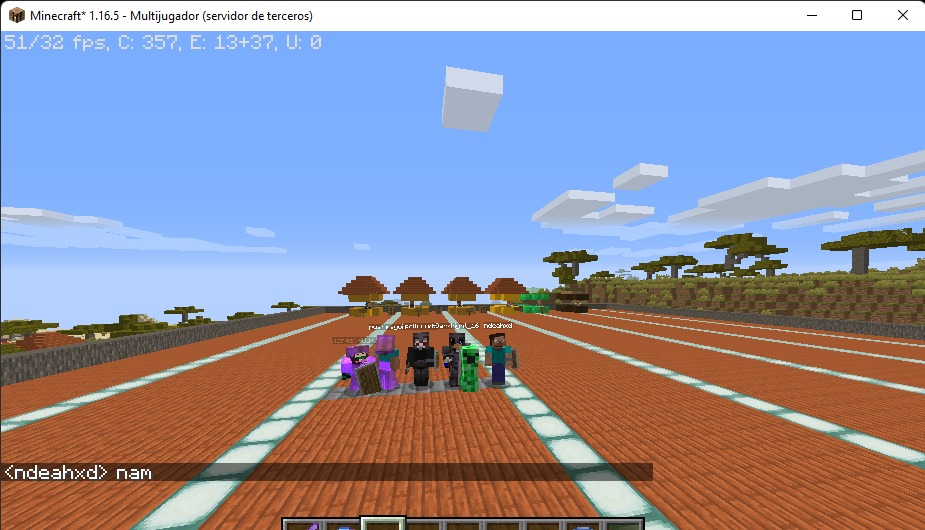 Minecraft* 1.16.5 - Multijugador (servidor de terceros)
51/32 fps, C: 357, E: 13+37, U: 0
ndeahxd
<ndeahxd> nam